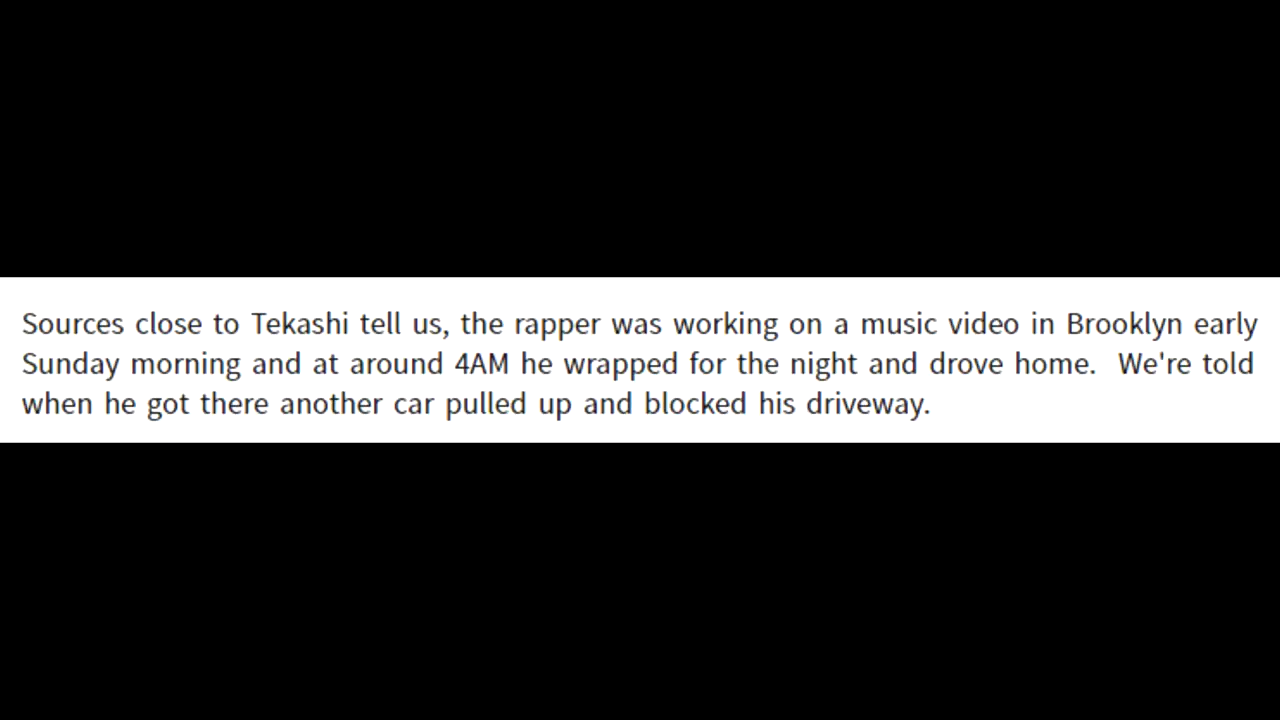 Sources close to Tekashi tell us, the rapper was working on a music video in Brooklyn early
Sunday morning and at around 4AM he wrapped for the night and drove home.  We're told
when he got there another car pulled up and blocked his driveway.